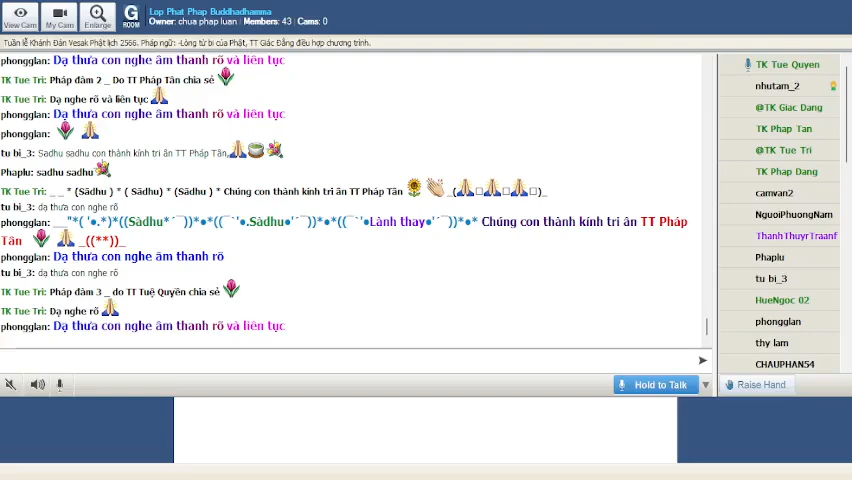 Lop Phat Phap Buddhadhamma
Owner: chua phap luan : Members: 43 : Cams: 0
View Cam
My Cam
Enlarge
G
ROOM
Tuần lễ Khánh Đản Vesak Phật lịch 2566. Pháp ngữ: -Lòng từ bi của Phật, TT Giác Đẳng điều hợp chương trình.
phongglan: Dạ thưa con nghe âm thanh rõ và liên tục
TK Tue Tri: Pháp đàm 2 _ Do TT Pháp Tân chia sẻ
TK Tue Tri: Dạ nghe rõ và liên tục
phongglan: Dạ thưa con nghe âm thanh rõ và liên tục
phongglan:
tu bi_3: Sadhu sadhu con thành kính tri ân TT Pháp Tân,
Phaplu: sadhu sadhu
TK Tue Tri: _ _ * (Sādhu ) * ( Sādhu) * (Sādhu ) * Chúng con thành kính tri ân TT Pháp Tân _(🙏□🙏□🙏□)_
tu bi_3: dạ thưa con nghe rõ
phongglan: __"*( '●.*)*((Sàdhu*´¯))*●*((¯`'●.Sàdhu●'´¯))*●*((¯`'●Lành thay●'´¯))*●* Chúng con thành kính tri ân TT Pháp
Tân _((**))_
phongglan: Dạ thưa con nghe âm thanh rõ
tu bi_3: dạ thưa con nghe rõ
TK Tue Tri: Pháp đàm 3 _ do TT Tuệ Quyền chia sẻ
TK Tue Tri: Dạ nghe rõ
phongglan: Dạ thưa con nghe âm thanh rõ và liên tục
TK Tue Quyen
nhutam_2
@TK Giac Dang
TK Phap Tan
@TK Tue Tri
TK Phap Dang
camvan2
NguoiPhuongNam
ThanhThuyrTraanf
Phaplu
tu bi_3
HueNgoc 02
phongglan
thy lam
CHAUPHAN54
Hold to Talk
Raise Hand